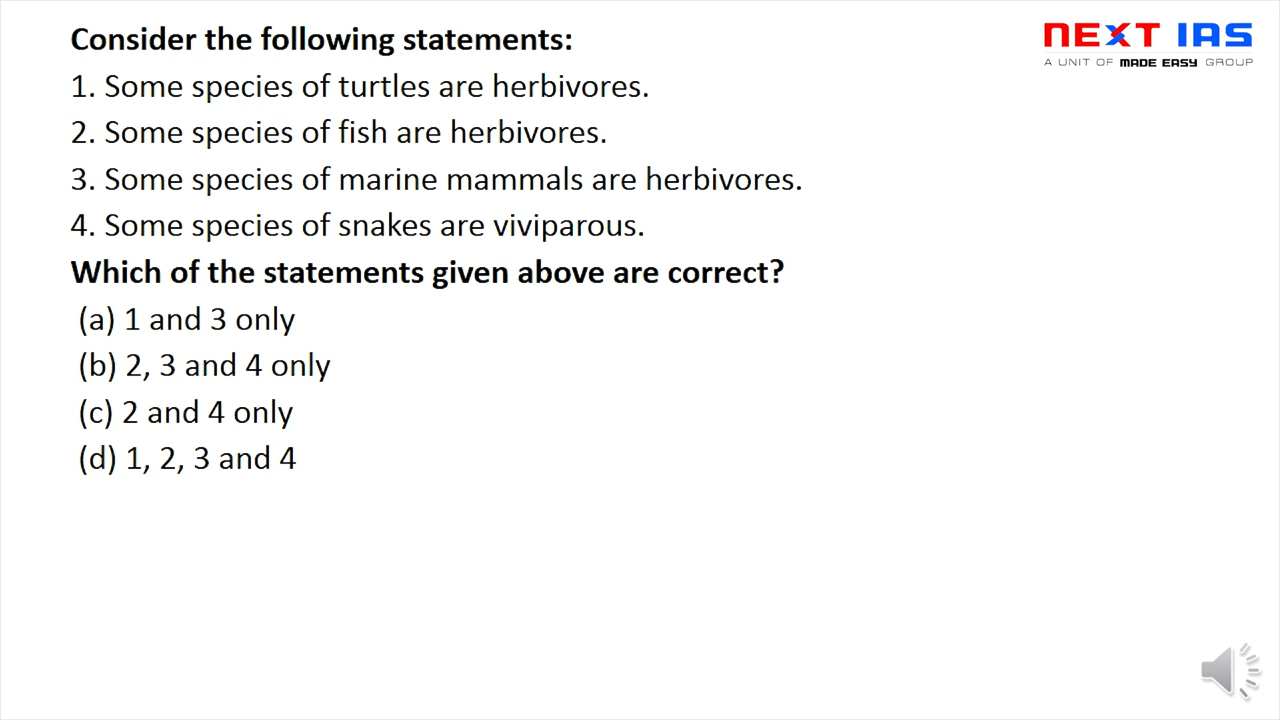 Consider the following statements:
NEXT IAS
A UNIT OF MADE EASY GROUP
1. Some species of turtles are herbivores.
2. Some species of fish are herbivores.
3. Some species of marine mammals are herbivores.
4. Some species of snakes are viviparous.
Which of the statements given above are correct?
(a) 1 and 3 only
(b) 2, 3 and 4 only
(c) 2 and 4 only
(d) 1, 2, 3 and 4